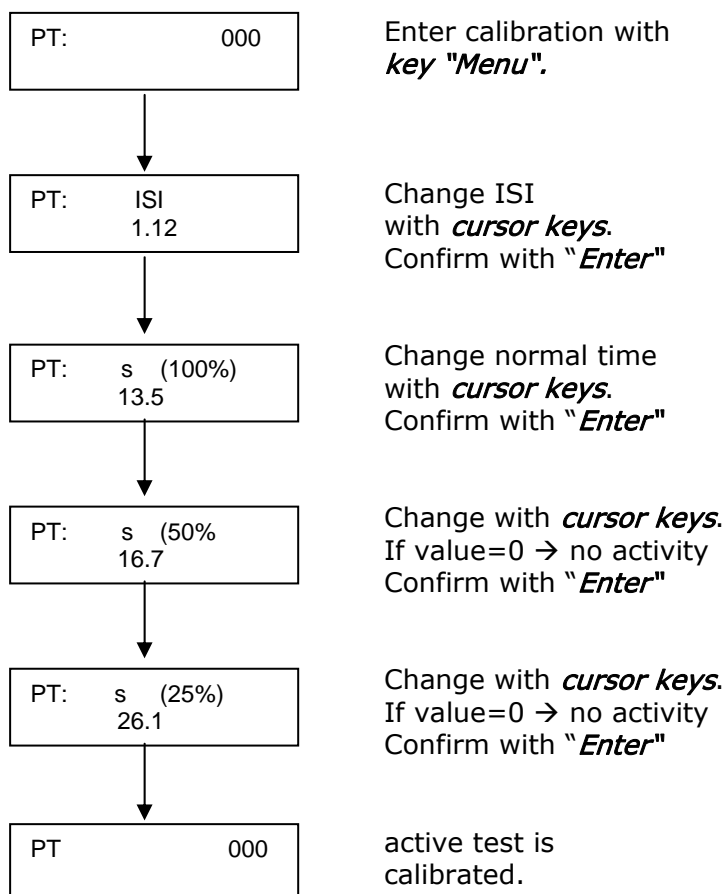 PT: 000
Enter calibration with
key "Menu".
PT: ISI
1.12
Change ISI
with cursor keys.
Confirm with “Enter"
PT: s (100%)
13.5
Change normal time
with cursor keys.
Confirm with “Enter"
PT: s (50%
16.7
Change with cursor keys.
If value=0 → no activity
Confirm with “Enter"
PT: s (25%)
26.1
Change with cursor keys.
If value=0 → no activity
Confirm with “Enter"
PT 000
active test is
calibrated.